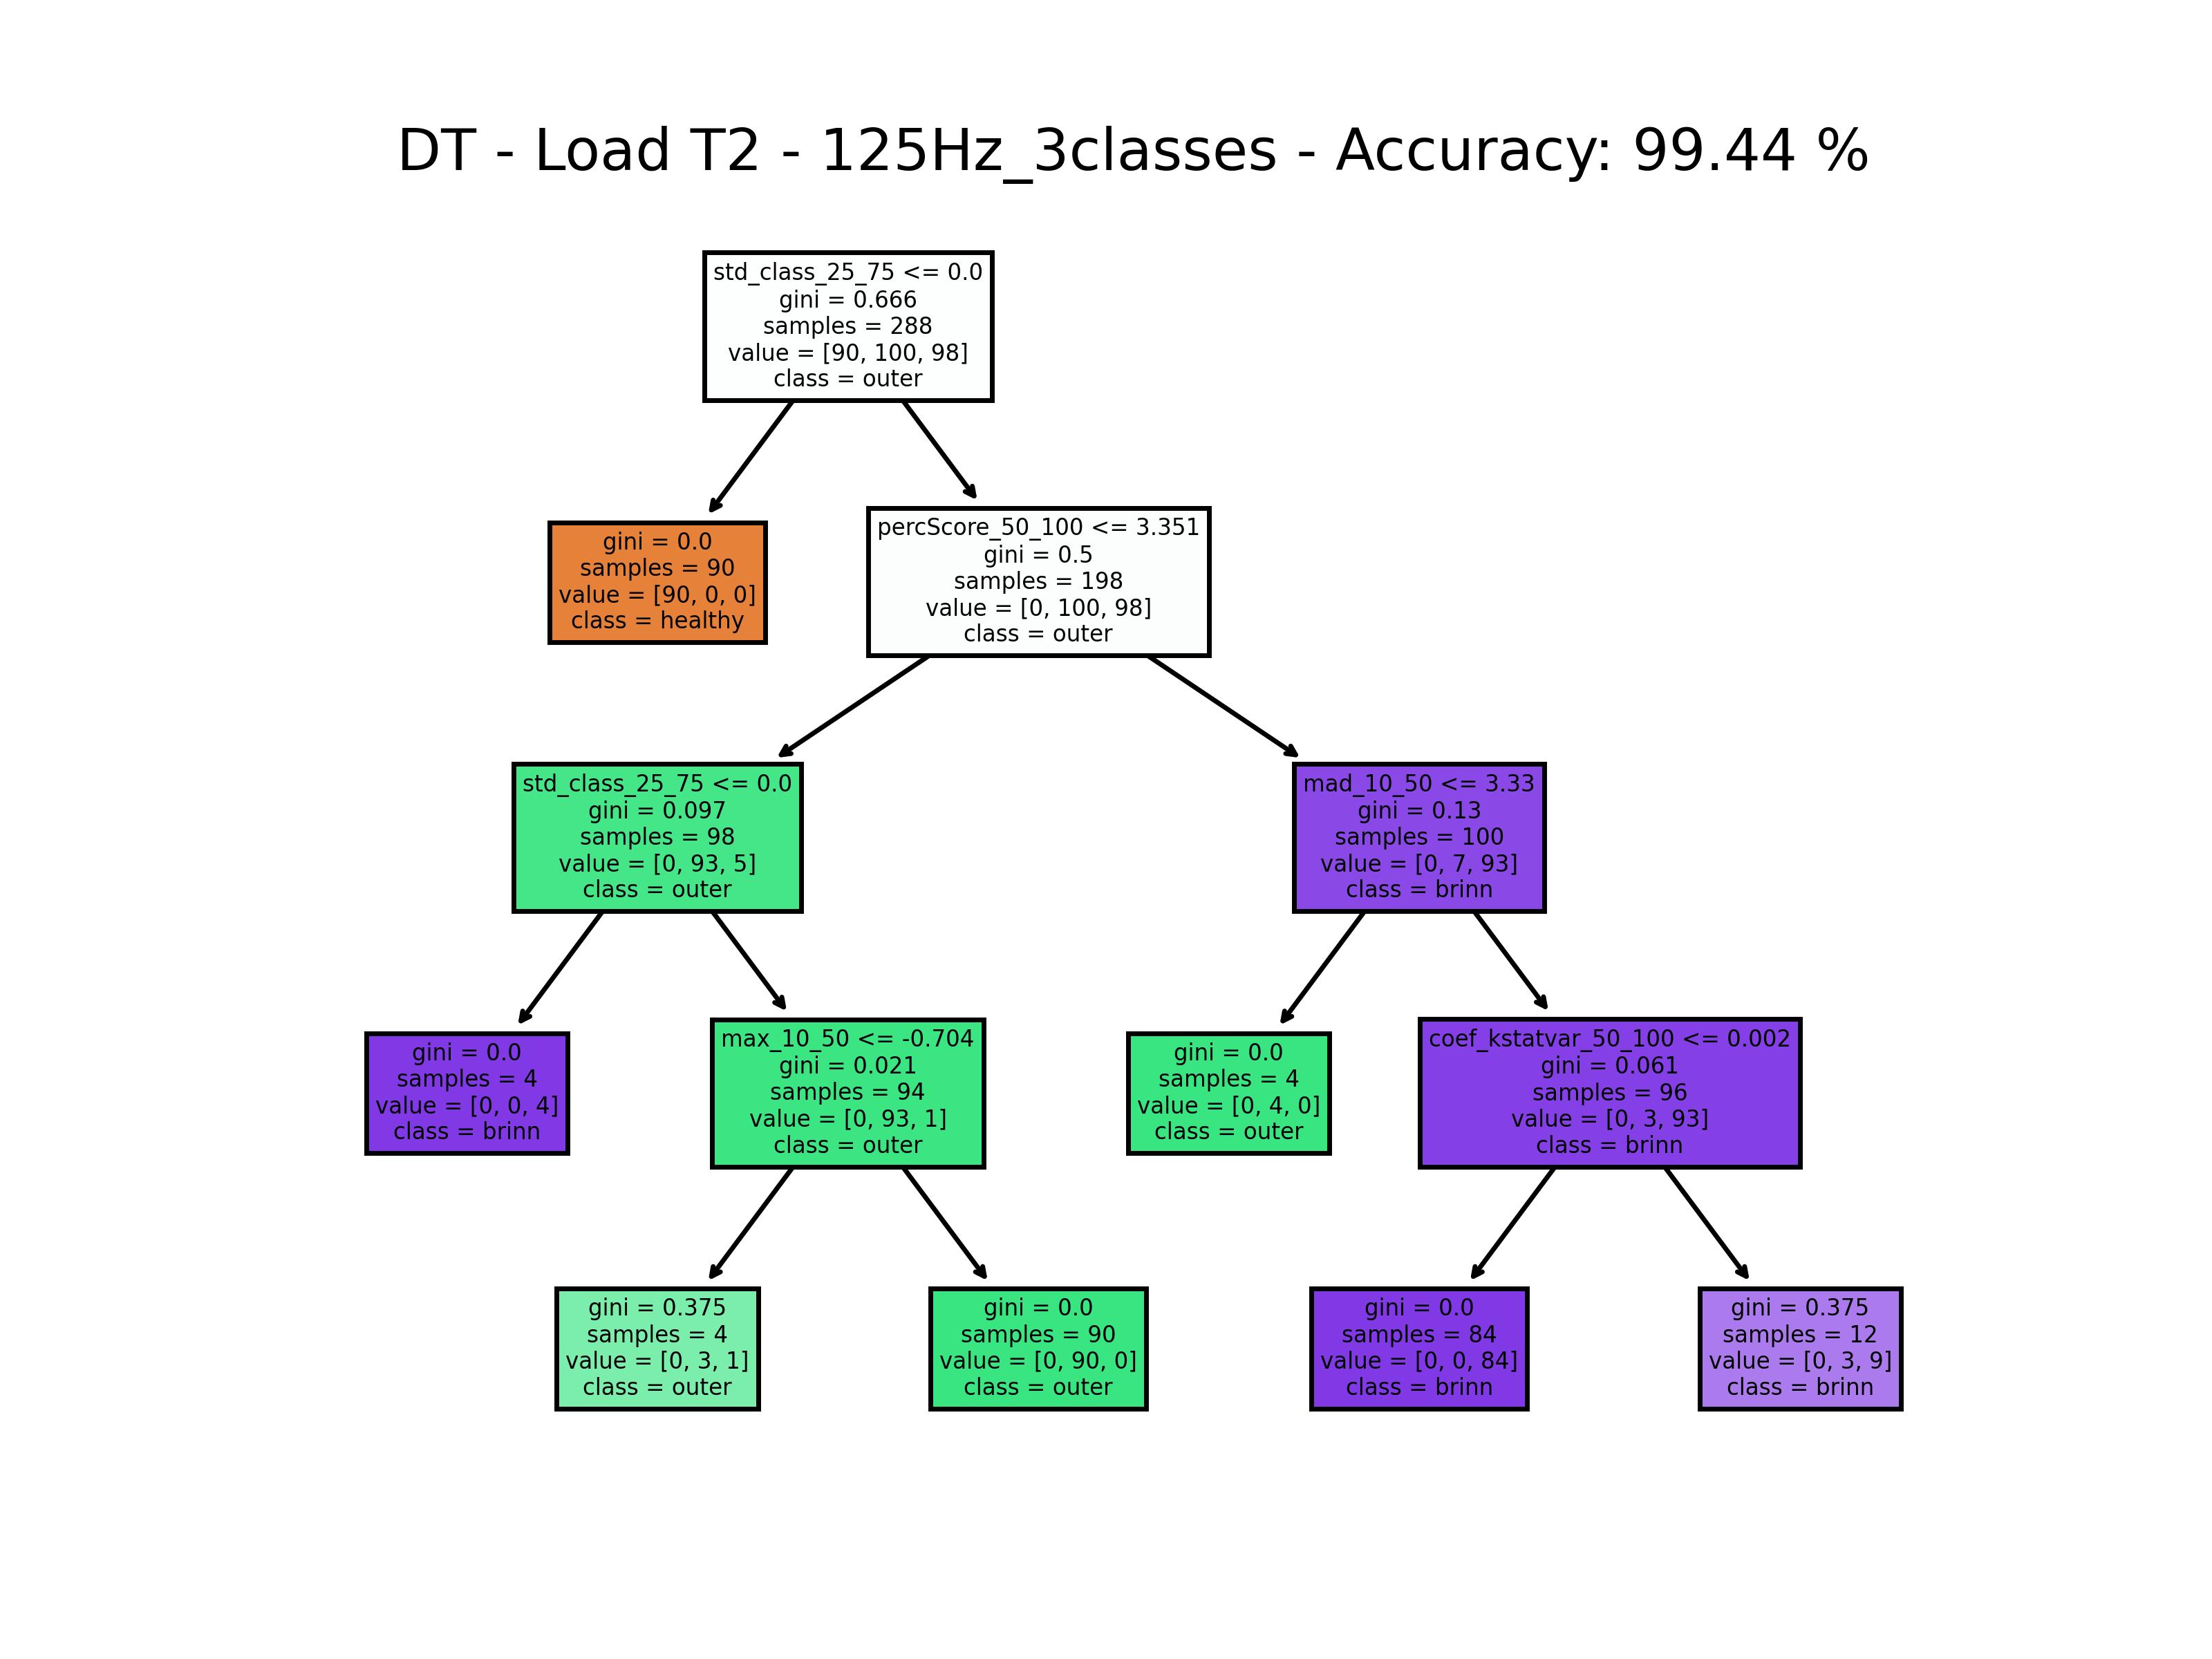 DT - Load T2 - 125Hz_3classes - Accuracy: 99.44 %
std_class_25_75 <= 0.0
gini = 0.666
samples = 288
value = [90, 100, 98]
class = outer
gini = 0.0
samples = 90
value = [90, 0, 0]
class = healthy
percScore_50_100 <= 3.351
gini = 0.5
samples = 198
value = [0, 100, 98]
class = outer
std_class_25_75 <= 0.0
gini = 0.097
samples = 98
value = [0, 93, 5]
class = outer
mad_10_50 <= 3.33
gini = 0.13
samples = 100
value = [0, 7, 93]
class = brinn
gini = 0.0
samples = 4
value = [0, 0, 4]
class = brinn
max_10_50 <= -0.704
gini = 0.021
samples = 94
value = [0, 93, 1]
class = outer
gini = 0.0
samples = 4
value = [0, 4, 0]
class = outer
coef_kstatvar_50_100 <= 0.002
gini = 0.061
samples = 96
value = [0, 3, 93]
class = brinn
gini = 0.375
samples = 4
value = [0, 3, 1]
class = outer
gini = 0.0
samples = 90
value = [0, 90, 0]
class = outer
gini = 0.0
samples = 84
value = [0, 0, 84]
class = brinn
gini = 0.375
samples = 12
value = [0, 3, 9]
class = brinn